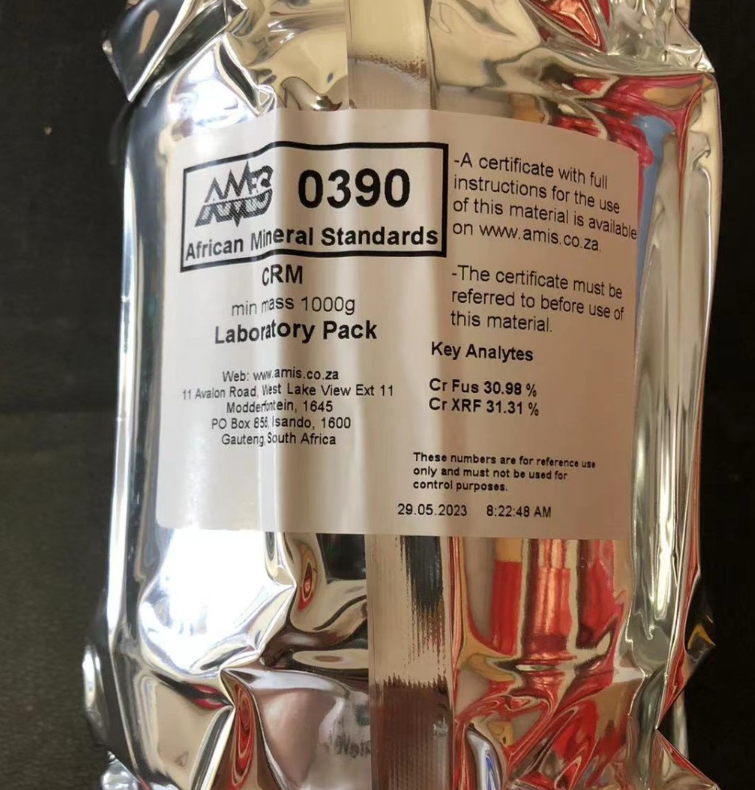 AMIS 0390
African Mineral Standards
CRM
min mass 1000g
Laboratory Pack
Web: www.amis.co.za
11 Avalon Road, West Lake View Ext 11
Modderfontein, 1645
PO Box 856, Isando, 1600
Gauteng, South Africa
-A certificate with full
instructions for the use
of this material is available
on www.amis.co.za.
-The certificate must be
referred to before use of
this material.
Key Analytes
Cr Fus 30.98 %
Cr XRF 31.31 %
These numbers are for reference use
only and must not be used for
control purposes.
29.05.2023 8:22:48 AM